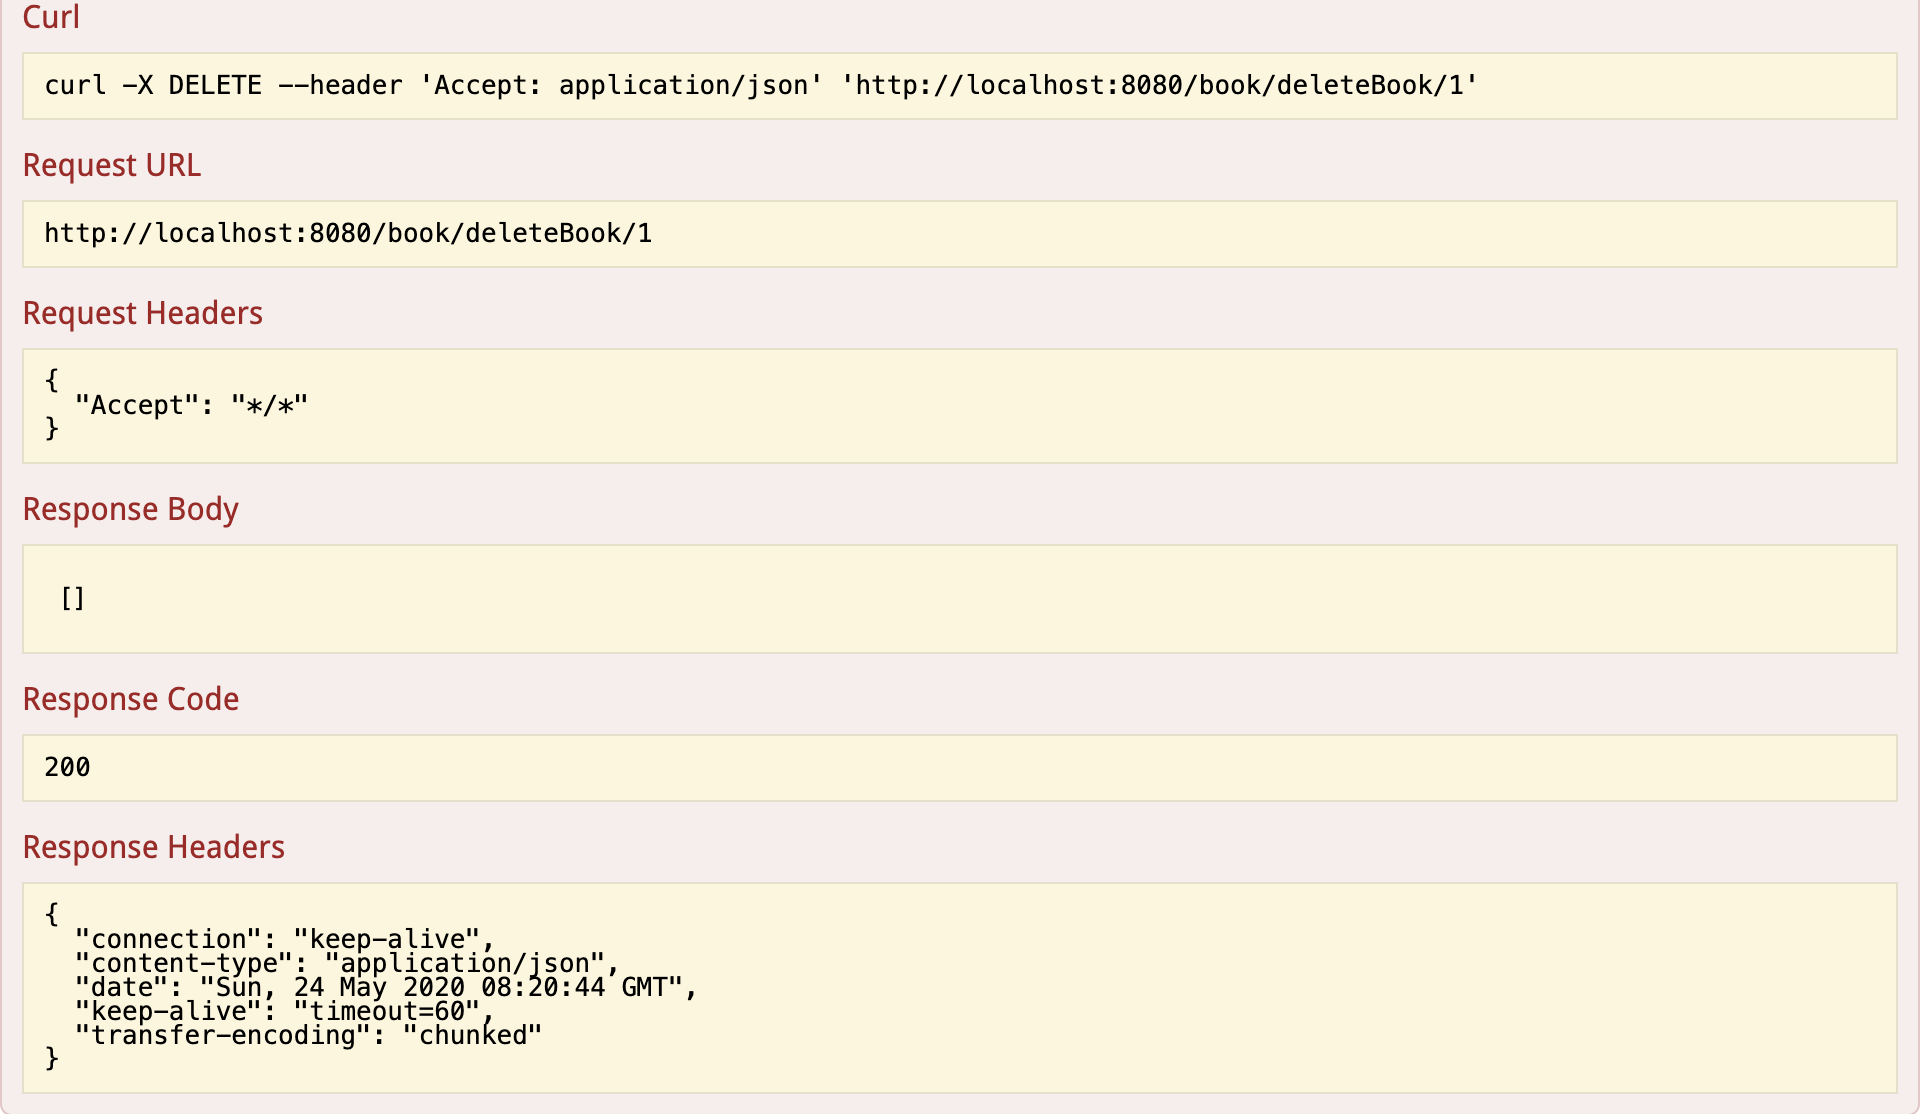 Curl
curl -X DELETE --header 'Accept: application/json' 'http://localhost:8080/book/deleteBook/1'
Request URL
http://localhost:8080/book/deleteBook/1
Request Headers
{
  "Accept": "*/*"
}
Response Body
[]
Response Code
200
Response Headers
{
  "connection": "keep-alive",
  "content-type": "application/json",
  "date": "Sun, 24 May 2020 08:20:44 GMT",
  "keep-alive": "timeout=60",
  "transfer-encoding": "chunked"
}